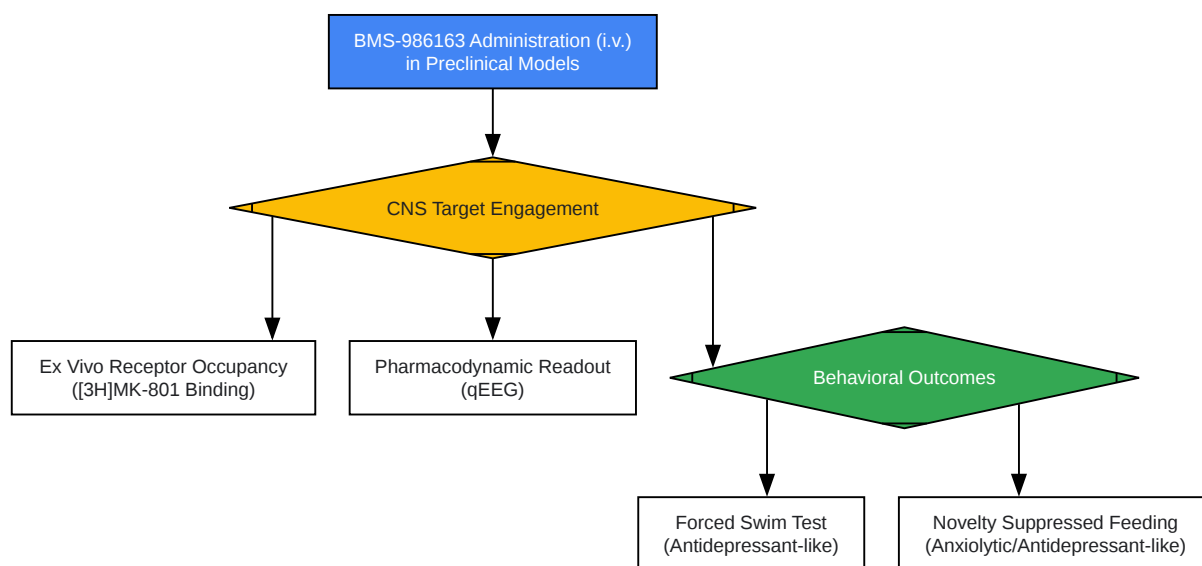 BMS-986163 Administration (i.v.)
in Preclinical Models
CNS Target Engagement
Ex Vivo Receptor Occupancy
([3H]MK-801 Binding)
Pharmacodynamic Readout
(qEEG)
Behavioral Outcomes
Forced Swim Test
(Antidepressant-like)
Novelty Suppressed Feeding
(Anxiolytic/Antidepressant-like)